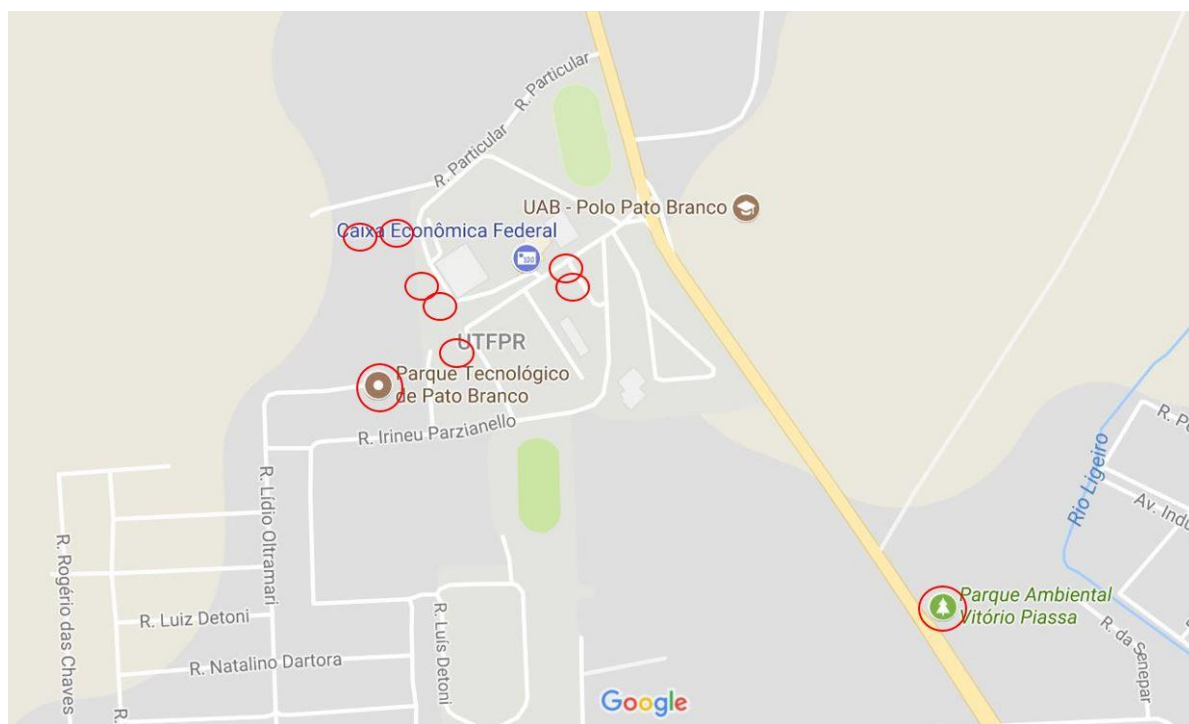 R. Particular
R. Particular
UAB - Polo Pato Branco
Caixa Econômica Federal
UTFPR
Parque Tecnológico
de Pato Branco
R. Irineu Parzianello
R. Lídio Oltramari
R. Rogério das Chaves
R. Luiz Detoni
R. Luís Detoni
R. Natalino Dartora
R.
Rio Ligeiro
R. P
Av. Indu
Parque Ambiental
Vitório Piassa
R. da Senepar
Google